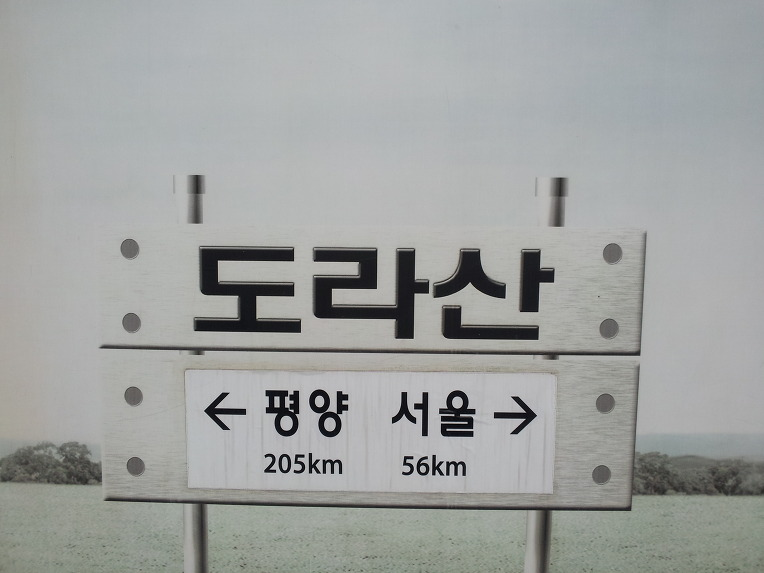 도라산
← 평양 서울 →
205km 56km